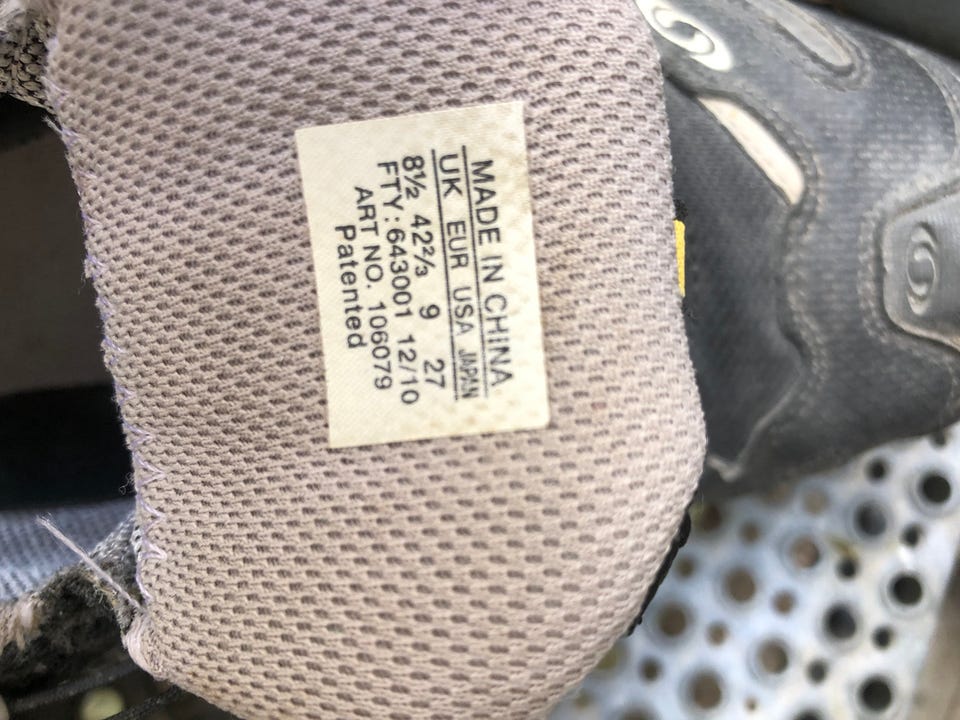 MADE IN CHINA
UK EUR USA JAPAN
8½ 42⅔ 9 27
FTY: 643001 12/10
ART NO. 106079
Patented